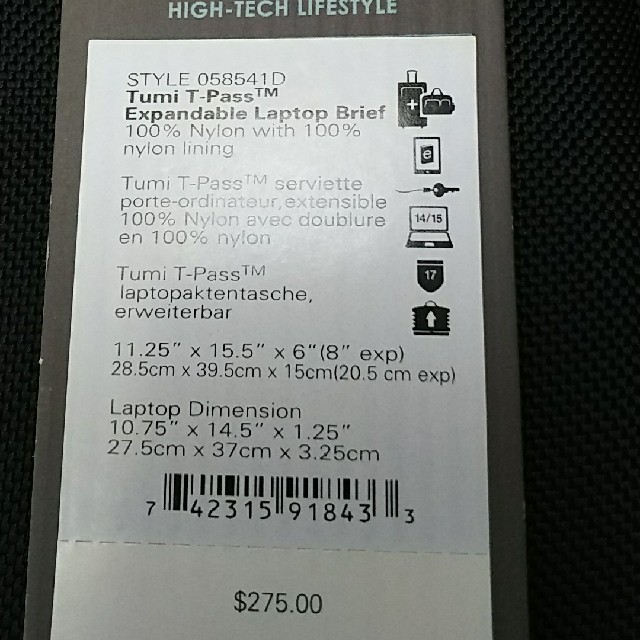 HIGH-TECH LIFESTYLE
STYLE 058541D
Tumi T-Pass™
Expandable Laptop Brief
100% Nylon with 100%
nylon lining
Tumi T-Pass™ serviette
porte-ordinateur, extensible
100% Nylon avec doublure
en 100% nylon
14/15
Tumi T-Pass™
laptopaktentasche,
erweiterbar
17
11.25" x 15.5" x 6"(8" exp)
28.5cm x 39.5cm x 15cm(20.5 cm exp)
Laptop Dimension
10.75" x 14.5" x 1.25"
27.5cm x 37cm x 3.25cm
7 42315 91843 3
$275.00